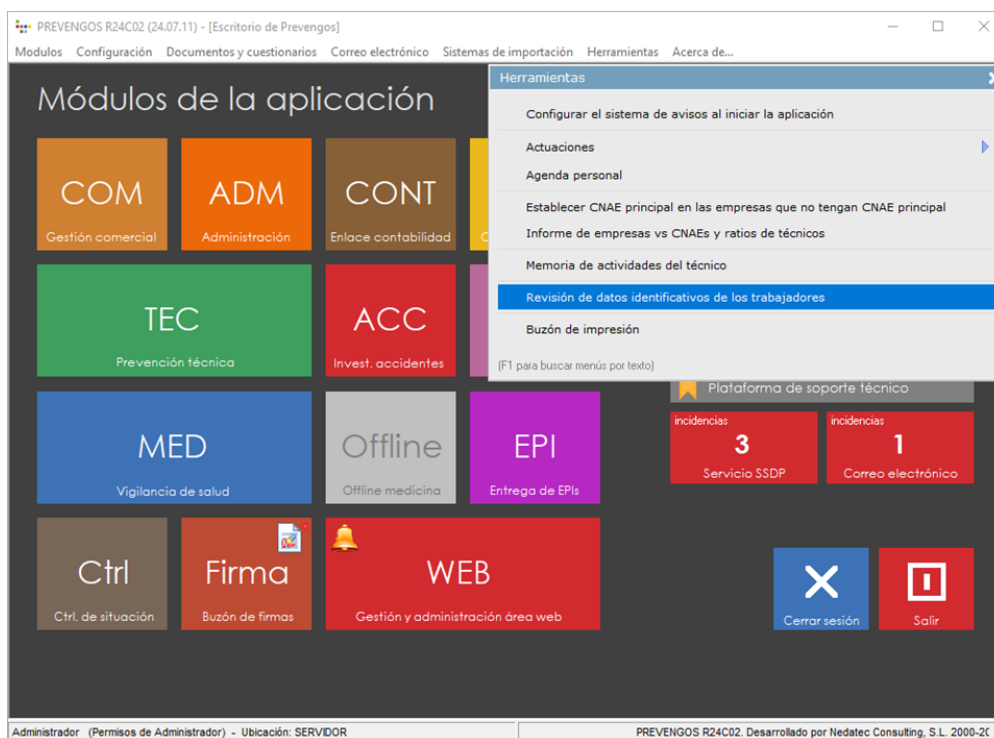 PREVENGOS R24C02 (24.07.11) - [Escritorio de Prevengos]
Modulos Configuración Documentos y cuestionarios Correo electrónico Sistemas de importación Herramientas Acerca de...
Módulos de la aplicación
Herramientas
Configurar el sistema de avisos al iniciar la aplicación
Actuaciones
Agenda personal
Establecer CNAE principal en las empresas que no tengan CNAE principal
Informe de empresas vs CNAEs y ratios de técnicos
Memoria de actividades del técnico
Revisión de datos identificativos de los trabajadores
Buzón de impresión
(F1 para buscar menús por texto)
COM
Gestión comercial
ADM
Administración
CONT
Enlace contabilidad
TEC
Prevención técnica
ACC
Invest. accidentes
Plataforma de soporte técnico
MED
Vigilancia de salud
Offline
Offline medicina
EPI
Entrega de EPIs
incidencias
3
Servicio SSDP
incidencias
1
Correo electrónico
Ctrl
Ctrl. de situación
Firma
Buzón de firmas
WEB
Gestión y administración área web
Cerrar sesión
Salir
Administrador (Permisos de Administrador) - Ubicación: SERVIDOR
PREVENGOS R24C02. Desarrollado por Nedatec Consulting, S.L. 2000-20